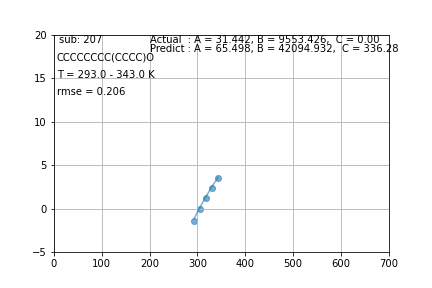 sub: 207
Actual : A = 31.442, B = 9553.426, C = 0.00
Predict : A = 65.498, B = 42094.932, C = 336.28
CCCCCCCC(CCCC)O
T = 293.0 - 343.0 K
rmse = 0.206
20
15
10
5
0
−5
0 100 200 300 400 500 600 700